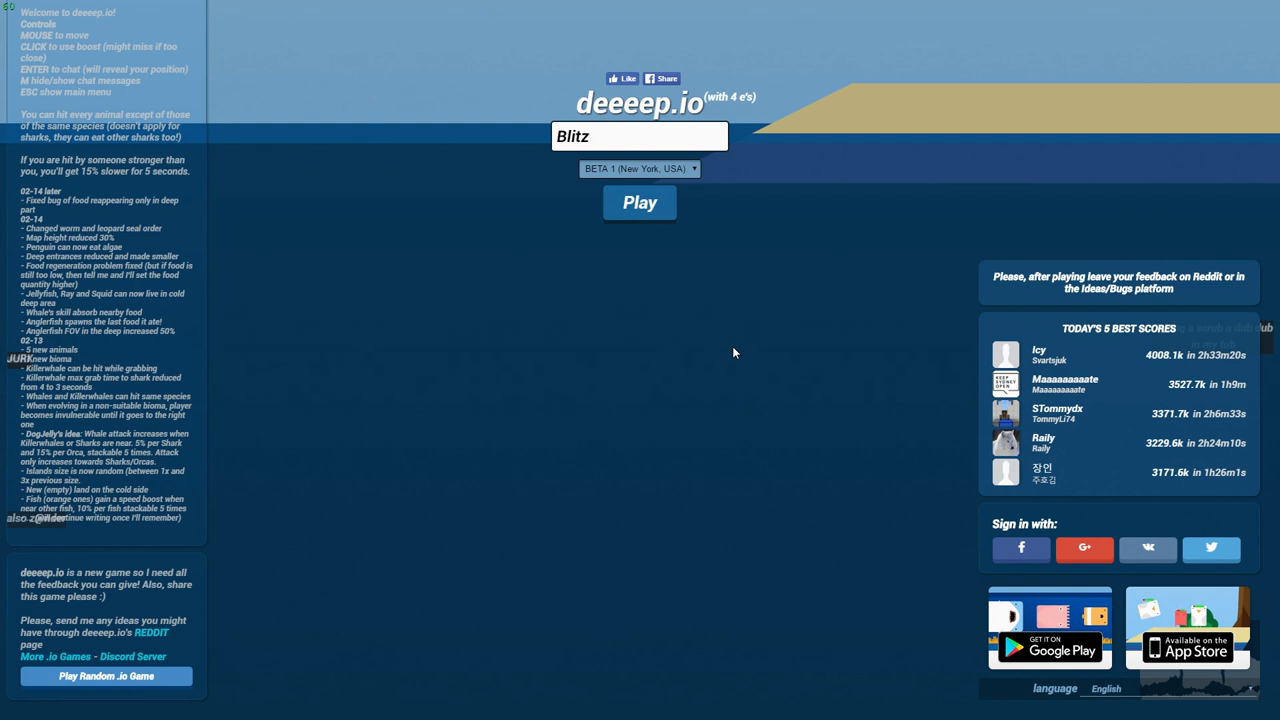 60
Welcome to deeeep.io!
Controls
MOUSE to move
CLICK to use boost (might miss if too
close)
ENTER to chat (will reveal your position)
M hide/show chat messages
ESC show main menu
You can hit every animal except of those
of the same species (doesn't apply for
sharks, they can eat other sharks too!)
If you are hit by someone stronger than
you, you'll get 15% slower for 5 seconds.
02-14 later
- Fixed bug of food reappearing only in deep
part
02-14
- Changed worm and leopard seal order
- Map height reduced 30%
- Penguin can now eat algae
- Deep entrances reduced and made smaller
- Food regeneration problem fixed (but if food is
still too low, then tell me and I'll set the food
quantity higher)
- Jellyfish, Ray and Squid can now live in cold
deep area
- Whale's skill absorb nearby food
- Anglerfish spawns the last food it ate!
- Anglerfish FOV in the deep increased 50%
02-13
- 5 new animals
new bioma
- Killerwhale can be hit while grabbing
- Killerwhale max grab time to shark reduced
from 4 to 3 seconds
- Whales and Killerwhales can hit same species
- When evolving in a non-suitable bioma, player
becomes invulnerable until it goes to the right
one
- DogJelly's idea: Whale attack increases when
Killerwhales or Sharks are near. 5% per Shark
and 15% per Orca, stackable 5 times. Attack
only increases towards Sharks/Orcas.
- Islands size is now random (between 1x and
3x previous size.
- New (empty) land on the cold side
- Fish (orange ones) gain a speed boost when
near other fish, 10% per fish stackable 5 times
continue writing once I'll remember)
deeeep.io is a new game so I need all
the feedback you can give! Also, share
this game please :)
Please, send me any ideas you might
have through deeeep.io's REDDIT
page
More .io Games - Discord Server
Play Random .io Game
Like Share
deeeep.io (with 4 e's)
Blitz
BETA 1 (New York, USA)
Play
Please, after playing leave your feedback on Reddit or in
the Ideas/Bugs platform
TODAY'S 5 BEST SCORES
Icy 4008.1k in 2h33m20s
Svartsjuk
Maaaaaaaaate 3527.7k in 1h9m
Maaaaaaaaate
KEEP SYDNEY OPEN
STommydx 3371.7k in 2h6m33s
TommyLi74
Raily 3229.6k in 2h24m10s
Raily
장인 3171.6k in 1h26m1s
주호김
in my tub
Sign in with:
GET IT ON
Google Play
Available on the
App Store
language English